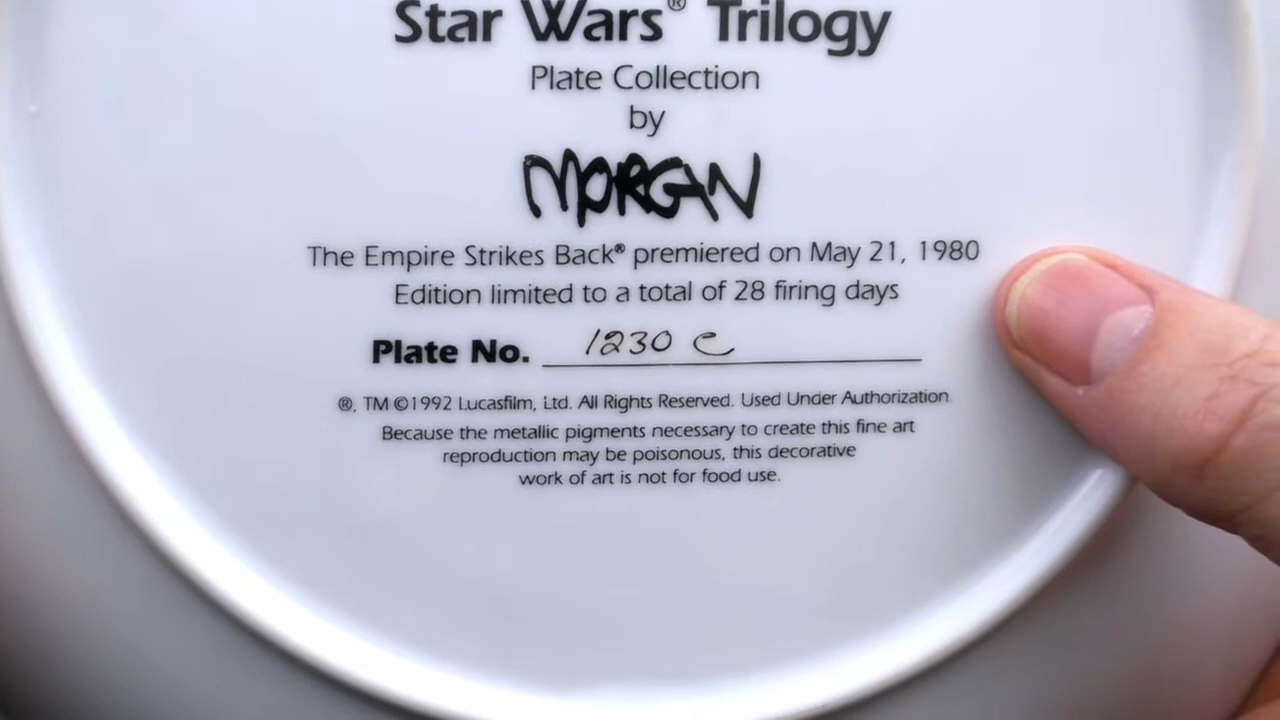 Star Wars® Trilogy
Plate Collection
by
MORGAN
The Empire Strikes Back® premiered on May 21, 1980
Edition limited to a total of 28 firing days
Plate No. 1230 C
®, TM ©1992 Lucasfilm, Ltd. All Rights Reserved. Used Under Authorization.
Because the metallic pigments necessary to create this fine art
reproduction may be poisonous, this decorative
work of art is not for food use.